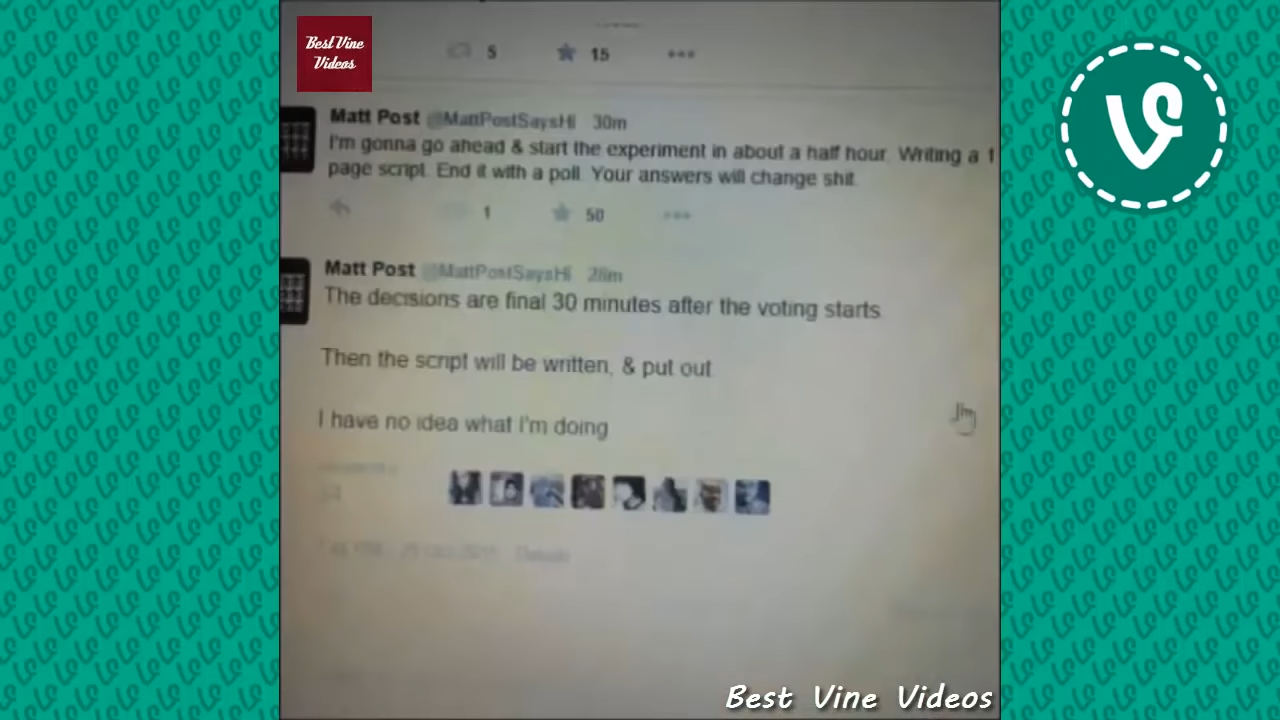 Best Vine
Videos
5 15
Matt Post @MattPostSaysHi 30m
I'm gonna go ahead & start the experiment in about a half hour. Writing a 1
page script. End it with a poll. Your answers will change shit.
1 50
Matt Post @MattPostSaysHi 28m
The decisions are final 30 minutes after the voting starts.
Then the script will be written, & put out
I have no idea what I'm doing
Details
Best Vine Videos